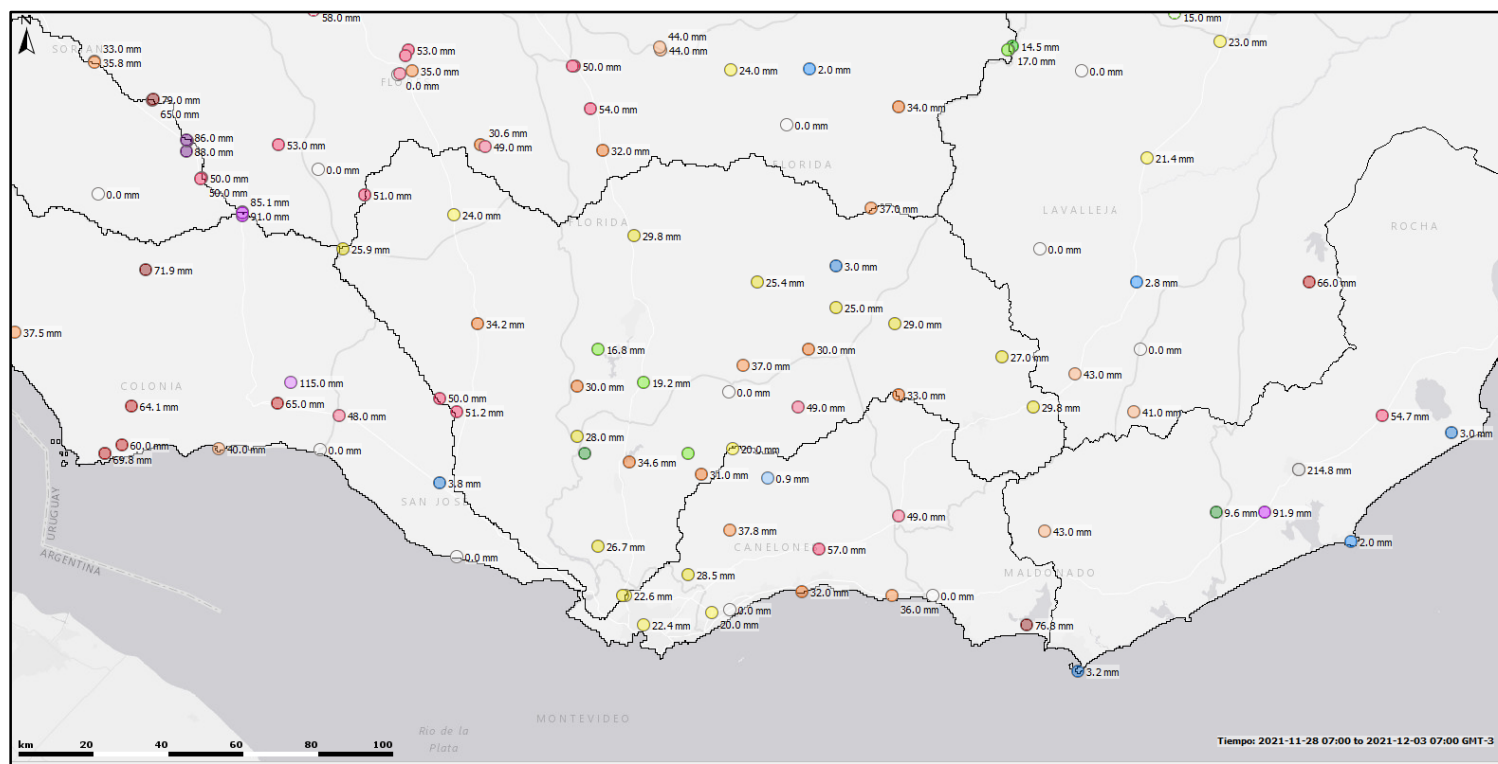 58.0 mm
15.0 mm
N
SORIANO
33.0 mm
35.8 mm
53.0 mm
44.0 mm
44.0 mm
14.5 mm
17.0 mm
23.0 mm
35.0 mm
0.0 mm
50.0 mm
24.0 mm
2.0 mm
0.0 mm
79.0 mm
65.0 mm
54.0 mm
34.0 mm
86.0 mm
88.0 mm
53.0 mm
30.6 mm
49.0 mm
32.0 mm
0.0 mm
FLORIDA
21.4 mm
0.0 mm
50.0 mm
50.0 mm
0.0 mm
51.0 mm
85.1 mm
91.0 mm
24.0 mm
FLORIDA
37.0 mm
LAVALLEJA
ROCHA
25.9 mm
29.8 mm
0.0 mm
71.9 mm
3.0 mm
25.4 mm
2.8 mm
66.0 mm
25.0 mm
37.5 mm
34.2 mm
29.0 mm
16.8 mm
30.0 mm
27.0 mm
0.0 mm
37.0 mm
43.0 mm
COLONIA
115.0 mm
30.0 mm
19.2 mm
0.0 mm
33.0 mm
64.1 mm
65.0 mm
48.0 mm
50.0 mm
51.2 mm
49.0 mm
29.8 mm
41.0 mm
54.7 mm
3.0 mm
60.0 mm
69.8 mm
40.0 mm
0.0 mm
28.0 mm
20.0 mm
34.6 mm
31.0 mm
0.9 mm
214.8 mm
3.8 mm
SAN JOSE
URUGUAY
ARGENTINA
49.0 mm
9.6 mm
91.9 mm
37.8 mm
43.0 mm
2.0 mm
26.7 mm
CANELONES
57.0 mm
0.0 mm
28.5 mm
MALDONADO
22.6 mm
32.0 mm
36.0 mm
0.0 mm
0.0 mm
20.0 mm
22.4 mm
76.8 mm
3.2 mm
MONTEVIDEO
Rio de la
Plata
km 20 40 60 80 100
Tiempo: 2021-11-28 07:00 to 2021-12-03 07:00 GMT-3